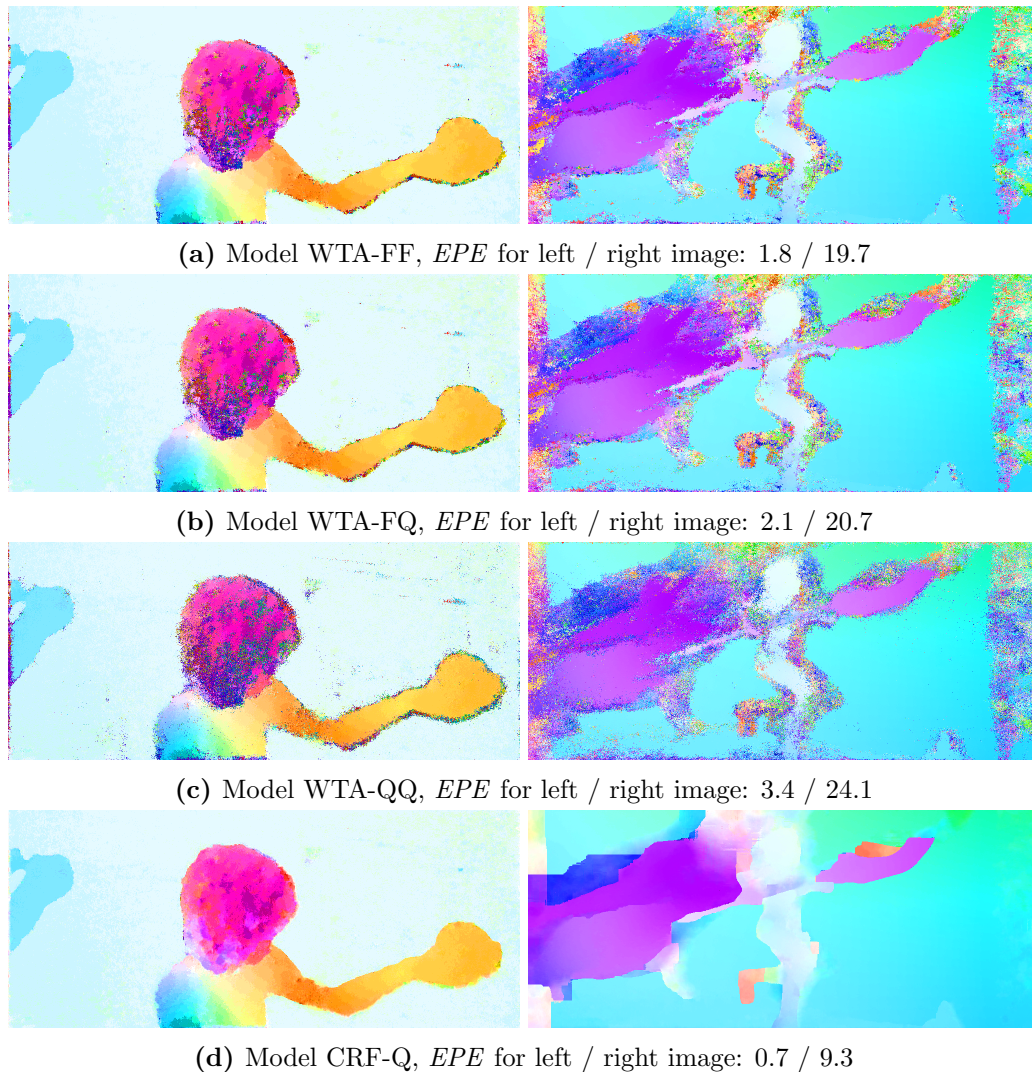 (a) Model WTA-FF, EPE for left / right image: 1.8 / 19.7
(b) Model WTA-FQ, EPE for left / right image: 2.1 / 20.7
(c) Model WTA-QQ, EPE for left / right image: 3.4 / 24.1
(d) Model CRF-Q, EPE for left / right image: 0.7 / 9.3